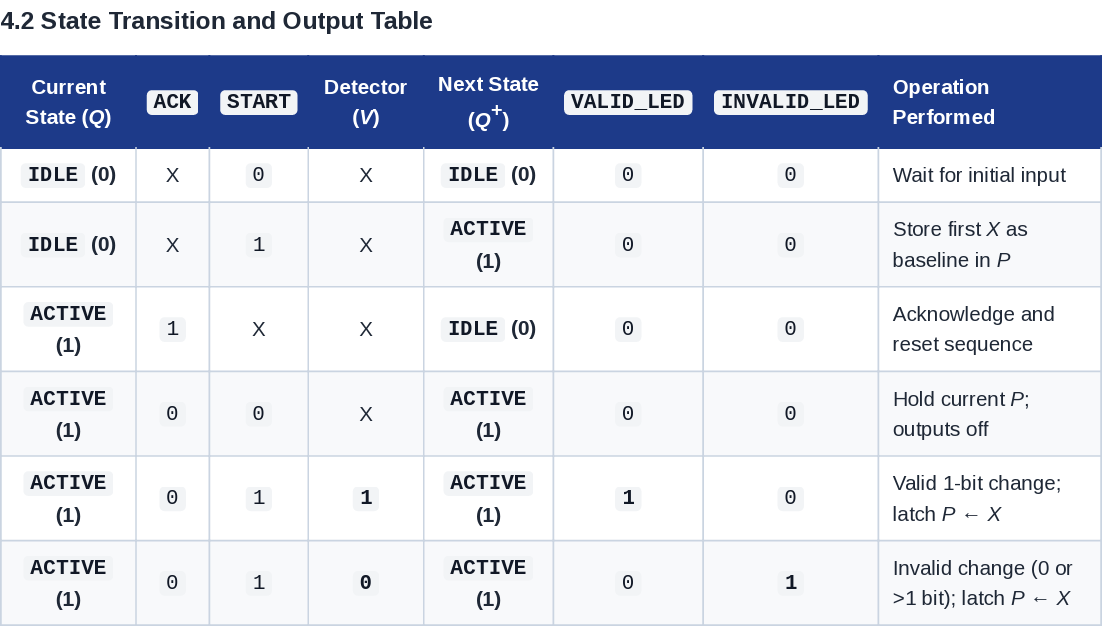 4.2 State Transition and Output Table
Current State (Q) ACK START Detector (V) Next State (Q+) VALID_LED INVALID_LED Operation Performed
IDLE (0) X 0 X IDLE (0) 0 0 Wait for initial input
IDLE (0) X 1 X ACTIVE (1) 0 0 Store first X as baseline in P
ACTIVE (1) 1 X X IDLE (0) 0 0 Acknowledge and reset sequence
ACTIVE (1) 0 0 X ACTIVE (1) 0 0 Hold current P; outputs off
ACTIVE (1) 0 1 1 ACTIVE (1) 1 0 Valid 1-bit change; latch P ← X
ACTIVE (1) 0 1 0 ACTIVE (1) 0 1 Invalid change (0 or >1 bit); latch P ← X